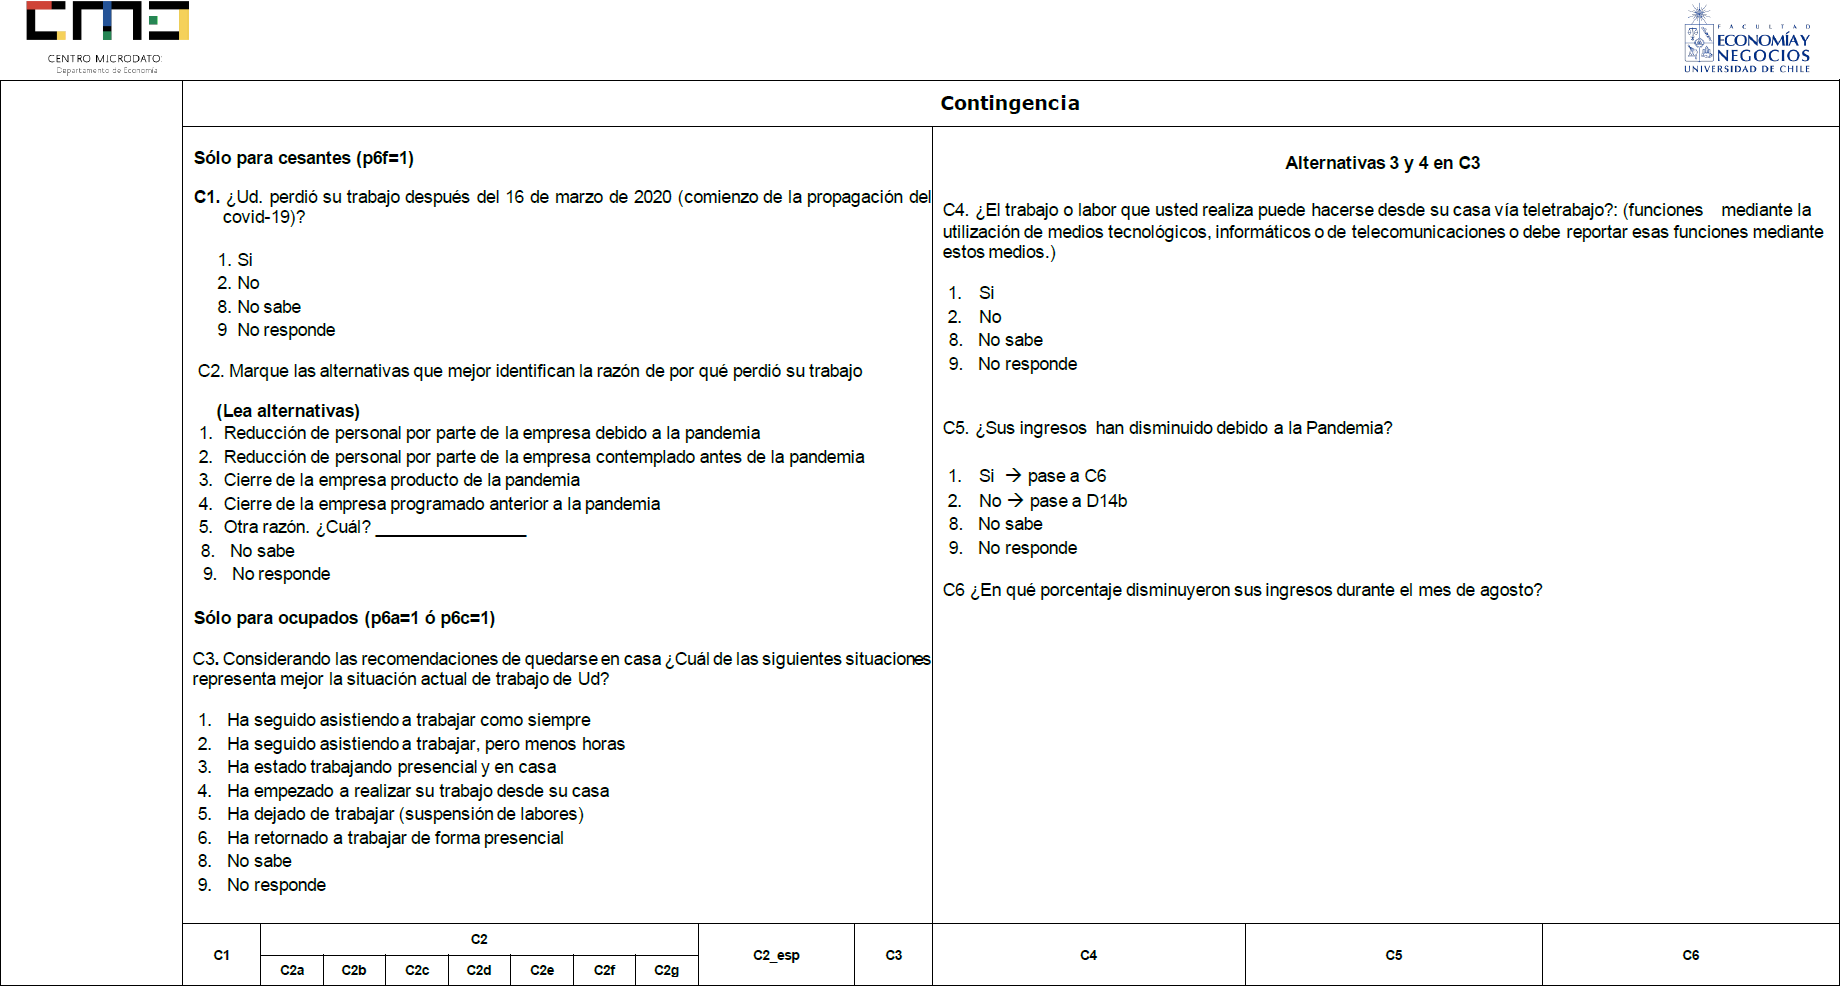 CENTRO MICRODATO:
Departamento de Economía
FACULTAD
ECONOMÍA Y
NEGOCIOS
UNIVERSIDAD DE CHILE
Contingencia
Sólo para cesantes (p6f=1)
C1. ¿Ud. perdió su trabajo después del 16 de marzo de 2020 (comienzo de la propagación del
covid-19)?
1. Si
2. No
8. No sabe
9 No responde
C2. Marque las alternativas que mejor identifican la razón de por qué perdió su trabajo
(Lea alternativas)
1. Reducción de personal por parte de la empresa debido a la pandemia
2. Reducción de personal por parte de la empresa contemplado antes de la pandemia
3. Cierre de la empresa producto de la pandemia
4. Cierre de la empresa programado anterior a la pandemia
5. Otra razón. ¿Cuál? _______________
8. No sabe
9. No responde
Sólo para ocupados (p6a=1 ó p6c=1)
C3. Considerando las recomendaciones de quedarse en casa ¿Cuál de las siguientes situaciones
representa mejor la situación actual de trabajo de Ud?
1. Ha seguido asistiendo a trabajar como siempre
2. Ha seguido asistiendo a trabajar, pero menos horas
3. Ha estado trabajando presencial y en casa
4. Ha empezado a realizar su trabajo desde su casa
5. Ha dejado de trabajar (suspensión de labores)
6. Ha retornado a trabajar de forma presencial
8. No sabe
9. No responde
Alternativas 3 y 4 en C3
C4. ¿El trabajo o labor que usted realiza puede hacerse desde su casa vía teletrabajo?: (funciones mediante la
utilización de medios tecnológicos, informáticos o de telecomunicaciones o debe reportar esas funciones mediante
estos medios.)
1. Si
2. No
8. No sabe
9. No responde
C5. ¿Sus ingresos han disminuido debido a la Pandemia?
1. Si → pase a C6
2. No → pase a D14b
8. No sabe
9. No responde
C6 ¿En qué porcentaje disminuyeron sus ingresos durante el mes de agosto?
C1 C2 C2_esp C3 C4 C5 C6
C2a C2b C2c C2d C2e C2f C2g